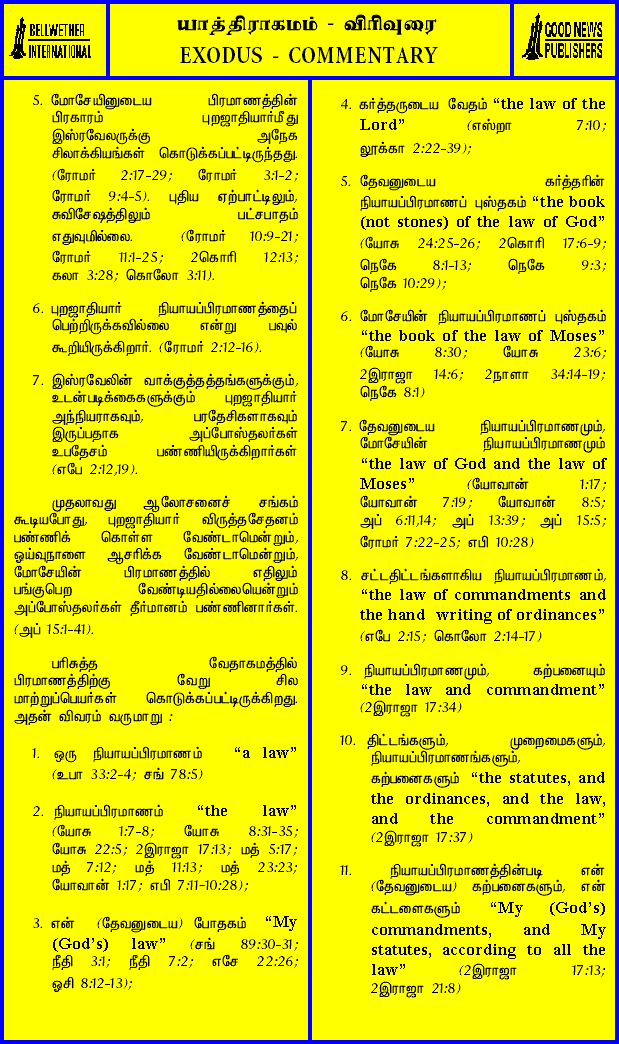 BELLWETHER
INTERNATIONAL
யாத்திராகமம் - விரிவுரை
EXODUS - COMMENTARY
GOOD NEWS
PUBLISHERS
5. மோசேயினுடைய பிரமாணத்தின்
பிரகாரம் புறஜாதியார்மீது
இஸ்ரவேலருக்கு அநேக
சிலாக்கியங்கள் கொடுக்கப்பட்டிருந்தது.
(ரோமர் 2:17-29; ரோமர் 3:1-2;
ரோமர் 9:4-5). புதிய ஏற்பாட்டிலும்,
சுவிசேஷத்திலும் பட்சபாதம்
எதுவுமில்லை. (ரோமர் 10:9-21;
ரோமர் 11:1-25; 2கொரி 12:13;
கலா 3:28; கொலோ 3:11).
6. புறஜாதியார் நியாயப்பிரமாணத்தைப்
பெற்றிருக்கவில்லை என்று பவுல்
கூறியிருக்கிறார். (ரோமர் 2:12-16).
7. இஸ்ரவேலின் வாக்குத்தத்தங்களுக்கும்,
உடன்படிக்கைகளுக்கும் புறஜாதியார்
அந்நியராகவும், பரதேசிகளாகவும்
இருப்பதாக அப்போஸ்தலர்கள்
உபதேசம் பண்ணியிருக்கிறார்கள்
(எபே 2:12,19).
முதலாவது ஆலோசனைச் சங்கம்
கூடியபோது, புறஜாதியார் விருத்தசேதனம்
பண்ணிக் கொள்ள வேண்டாமென்றும்,
ஓய்வுநாளை ஆசரிக்க வேண்டாமென்றும்,
மோசேயின் பிரமாணத்தில் எதிலும்
பங்குபெற வேண்டியதில்லையென்றும்
அப்போஸ்தலர்கள் தீர்மானம் பண்ணினார்கள்.
(அப் 15:1-41).
பரிசுத்த வேதாகமத்தில்
பிரமாணத்திற்கு வேறு சில
மாற்றுப்பெயர்கள் கொடுக்கப்பட்டிருக்கிறது.
அதன் விவரம் வருமாறு :
1. ஒரு நியாயப்பிரமாணம் “a law”
(உபா 33:2-4; சங் 78:5)
2. நியாயப்பிரமாணம் “the law”
(யோசு 1:7-8; யோசு 8:31-35;
யோசு 22:5; 2இராஜா 17:13; மத் 5:17;
மத் 7:12; மத் 11:13; மத் 23:23;
யோவான் 1:17; எபி 7:11-10:28);
3. என் (தேவனுடைய) போதகம் “My
(God’s) law” (சங் 89:30-31;
நீதி 3:1; நீதி 7:2; எசே 22:26;
ஓசி 8:12-13);
4. கர்த்தருடைய வேதம் “the law of the
Lord” (எஸ்றா 7:10;
லூக்கா 2:22-39);
5. தேவனுடைய கர்த்தரின்
நியாயப்பிரமாணப் புஸ்தகம் “the book
(not stones) of the law of God”
(யோசு 24:25-26; 2கொரி 17:6-9;
நெகே 8:1-13; நெகே 9:3;
நெகே 10:29);
6. மோசேயின் நியாயப்பிரமாணப் புஸ்தகம்
“the book of the law of Moses”
(யோசு 8:30; யோசு 23:6;
2இராஜா 14:6; 2நாளா 34:14-19;
நெகே 8:1)
7. தேவனுடைய நியாயப்பிரமாணமும்,
மோசேயின் நியாயப்பிரமாணமும்
“the law of God and the law of
Moses” (யோவான் 1:17;
யோவான் 7:19; யோவான் 8:5;
அப் 6:11,14; அப் 13:39; அப் 15:5;
ரோமர் 7:22-25; எபி 10:28)
8. சட்டதிட்டங்களாகிய நியாயப்பிரமாணம்,
“the law of commandments and
the hand writing of ordinances”
(எபே 2:15; கொலோ 2:14-17)
9. நியாயப்பிரமாணமும், கற்பனையும்
“the law and commandment”
(2இராஜா 17:34)
10. திட்டங்களும், முறைமைகளும்,
நியாயப்பிரமாணங்களும்,
கற்பனைகளும் “the statutes, and
the ordinances, and the law,
and the commandment”
(2இராஜா 17:37)
11. நியாயப்பிரமாணத்தின்படி என்
(தேவனுடைய) கற்பனைகளும், என்
கட்டளைகளும் “My (God’s)
commandments, and My
statutes, according to all the
law” (2இராஜா 17:13;
2இராஜா 21:8)